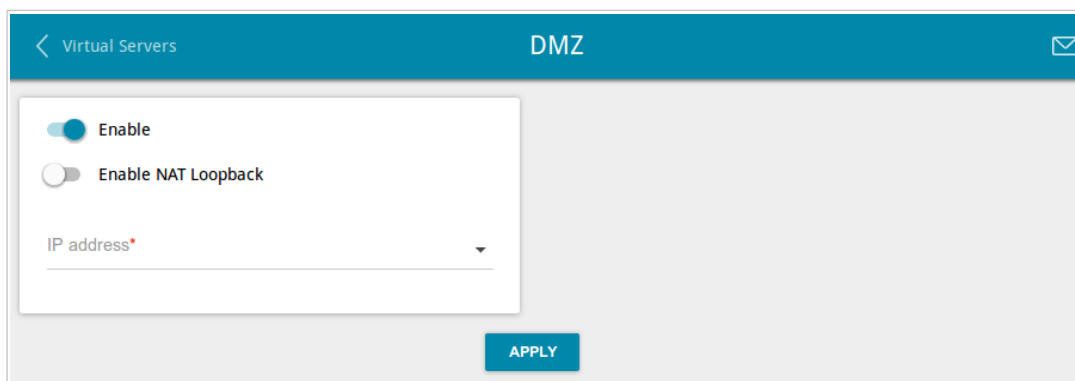 Virtual Servers
DMZ
Enable
Enable NAT Loopback
IP address*
APPLY